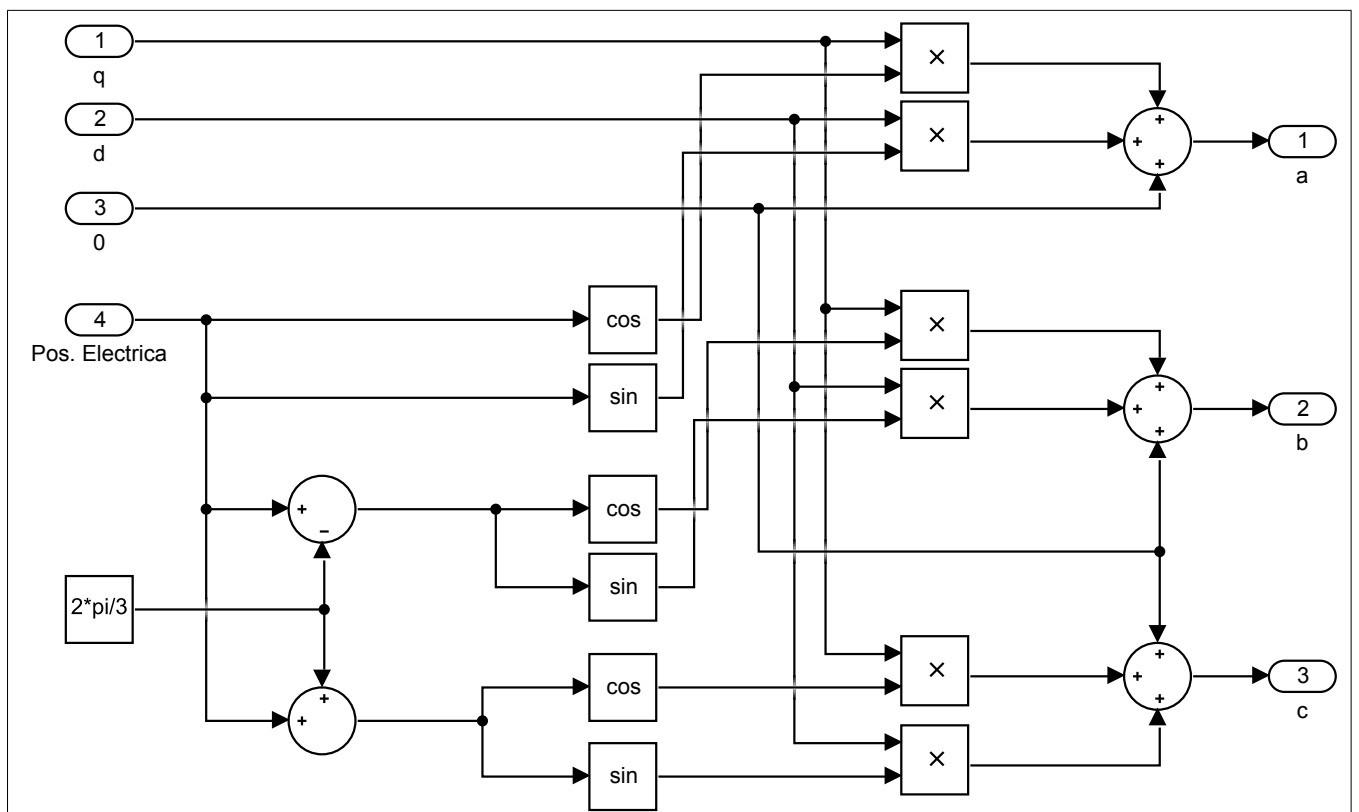 1
q
×
2
d
×
+
+
+
1
a
3
0
4
Pos. Electrica
cos
×
sin
×
+
+
+
2
b
+
−
cos
2*pi/3
sin
+
+
cos
×
+
+
+
3
c
sin
×